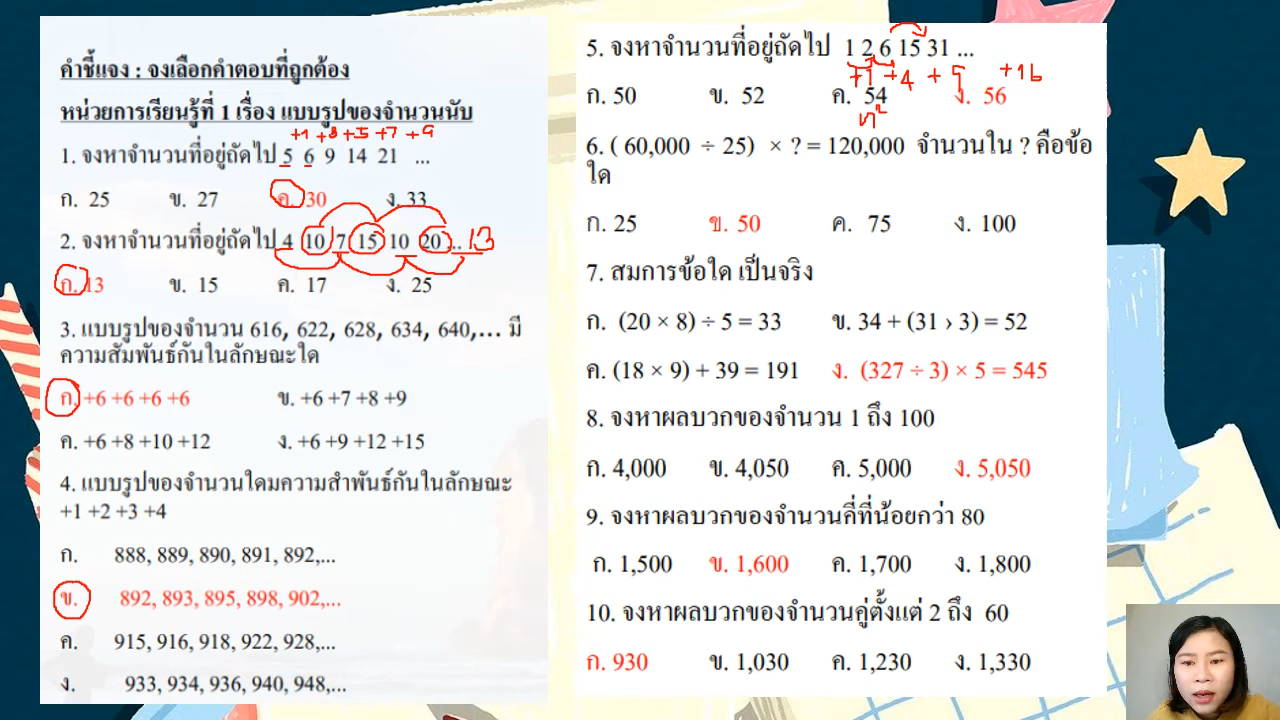 คำชี้แจง : จงเลือกคำตอบที่ถูกต้อง
หน่วยการเรียนรู้ที่ 1 เรื่อง แบบรูปของจำนวนนับ
+1 +3 +5 +7 +9
1. จงหาจำนวนที่อยู่ถัดไป 5 6 9 14 21 ...
ก. 25 ข. 27 ค. 30 ง. 33
2. จงหาจำนวนที่อยู่ถัดไป 4 10 7 15 10 20 ... 13
ก. 13 ข. 15 ค. 17 ง. 25
3. แบบรูปของจำนวน 616, 622, 628, 634, 640,... มี
ความสัมพันธ์กันในลักษณะใด
ก. +6 +6 +6 +6 ข. +6 +7 +8 +9
ค. +6 +8 +10 +12 ง. +6 +9 +12 +15
4. แบบรูปของจำนวนใดมความสำพันธ์กันในลักษณะ
+1 +2 +3 +4
ก. 888, 889, 890, 891, 892,...
ข. 892, 893, 895, 898, 902,...
ค. 915, 916, 918, 922, 928,...
ง. 933, 934, 936, 940, 948,...
5. จงหาจำนวนที่อยู่ถัดไป 1 2 6 15 31 ...
+1 +4 +9 +16
ก. 50 ข. 52 ค. 54 ง. 56
6. ( 60,000 ÷ 25) × ? = 120,000 จำนวนใน ? คือข้อ
ใด
ก. 25 ข. 50 ค. 75 ง. 100
7. สมการข้อใด เป็นจริง
ก. (20 × 8) ÷ 5 = 33 ข. 34 + (31 › 3) = 52
ค. (18 × 9) + 39 = 191 ง. (327 ÷ 3) × 5 = 545
8. จงหาผลบวกของจำนวน 1 ถึง 100
ก. 4,000 ข. 4,050 ค. 5,000 ง. 5,050
9. จงหาผลบวกของจำนวนคี่ที่น้อยกว่า 80
ก. 1,500 ข. 1,600 ค. 1,700 ง. 1,800
10. จงหาผลบวกของจำนวนคู่ตั้งแต่ 2 ถึง 60
ก. 930 ข. 1,030 ค. 1,230 ง. 1,330